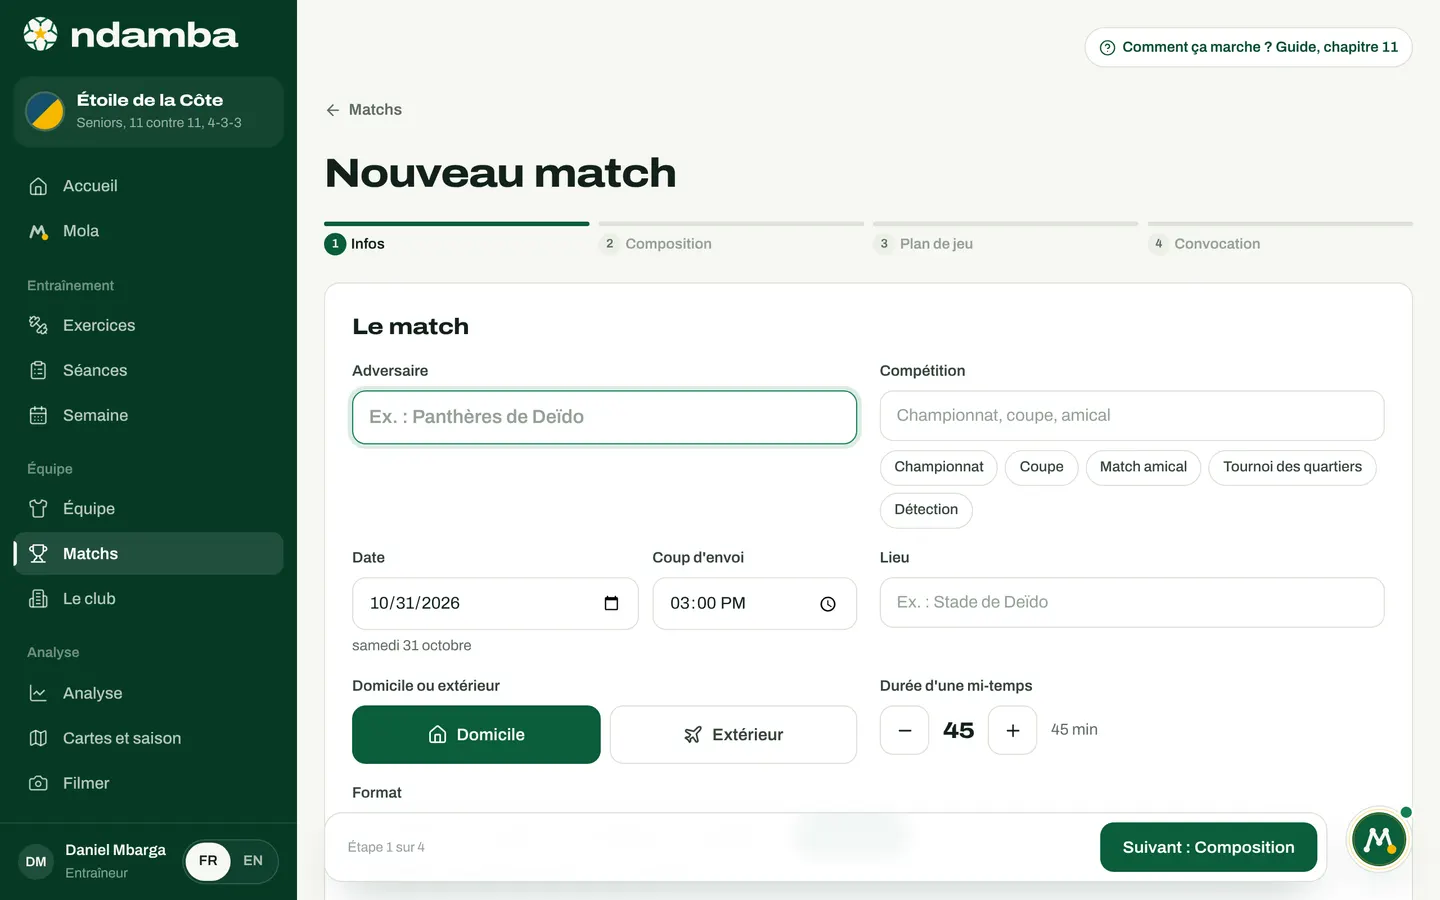 ndamba
Étoile de la Côte
Seniors, 11 contre 11, 4-3-3
Accueil
Mola
Entraînement
Exercices
Séances
Semaine
Équipe
Équipe
Matchs
Le club
Analyse
Analyse
Cartes et saison
Filmer
DM
Daniel Mbarga
Entraîneur
FR
EN
Comment ça marche ? Guide, chapitre 11
Matchs
Nouveau match
1 Infos
2 Composition
3 Plan de jeu
4 Convocation
Le match
Adversaire
Ex. : Panthères de Deïdo
Compétition
Championnat, coupe, amical
Championnat
Coupe
Match amical
Tournoi des quartiers
Détection
Date
10/31/2026
samedi 31 octobre
Coup d'envoi
03:00 PM
Lieu
Ex. : Stade de Deïdo
Domicile ou extérieur
Domicile
Extérieur
Durée d'une mi-temps
− 45 + 45 min
Format
Étape 1 sur 4
Suivant : Composition
M